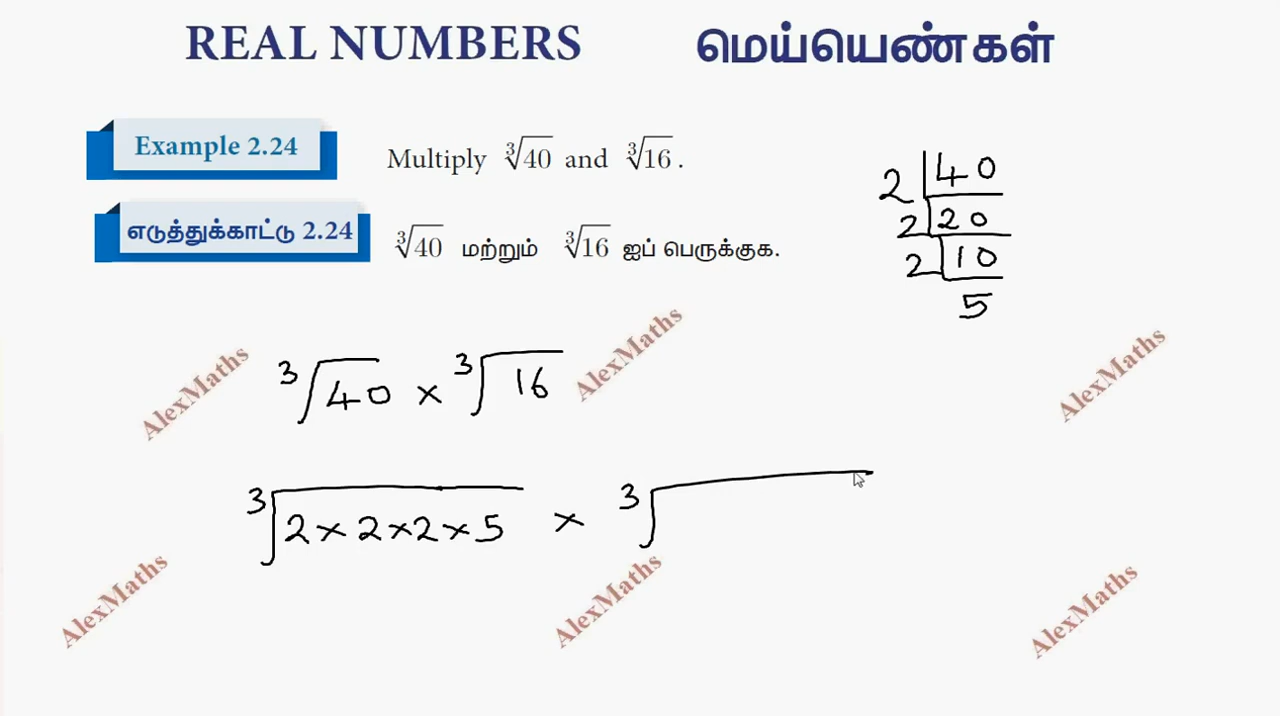 REAL NUMBERS மெய்யெண்கள்
Example 2.24 Multiply ∛40 and ∛16.
எடுத்துக்காட்டு 2.24 ∛40 மற்றும் ∛16 ஐப் பெருக்குக.
2 | 40
2 | 20
2 | 10
5
∛40 × ∛16
∛2×2×2×5 × ∛
AlexMaths
AlexMaths
AlexMaths
AlexMaths
AlexMaths
AlexMaths